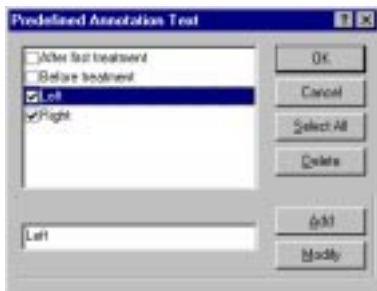 Predefined Annotation Text
After first treatment
Before treatment
Left
Right
OK
Cancel
Select All
Delete
Left
Add
Modify